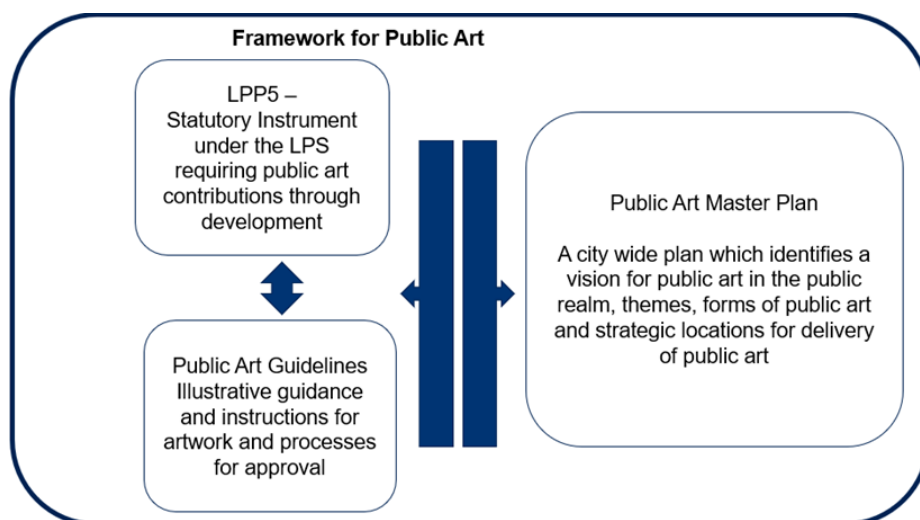 Framework for Public Art
LPP5 –
Statutory Instrument
under the LPS
requiring public art
contributions through
development
Public Art Guidelines
Illustrative guidance
and instructions for
artwork and processes
for approval
Public Art Master Plan
A city wide plan which identifies a
vision for public art in the public
realm, themes, forms of public art
and strategic locations for delivery
of public art